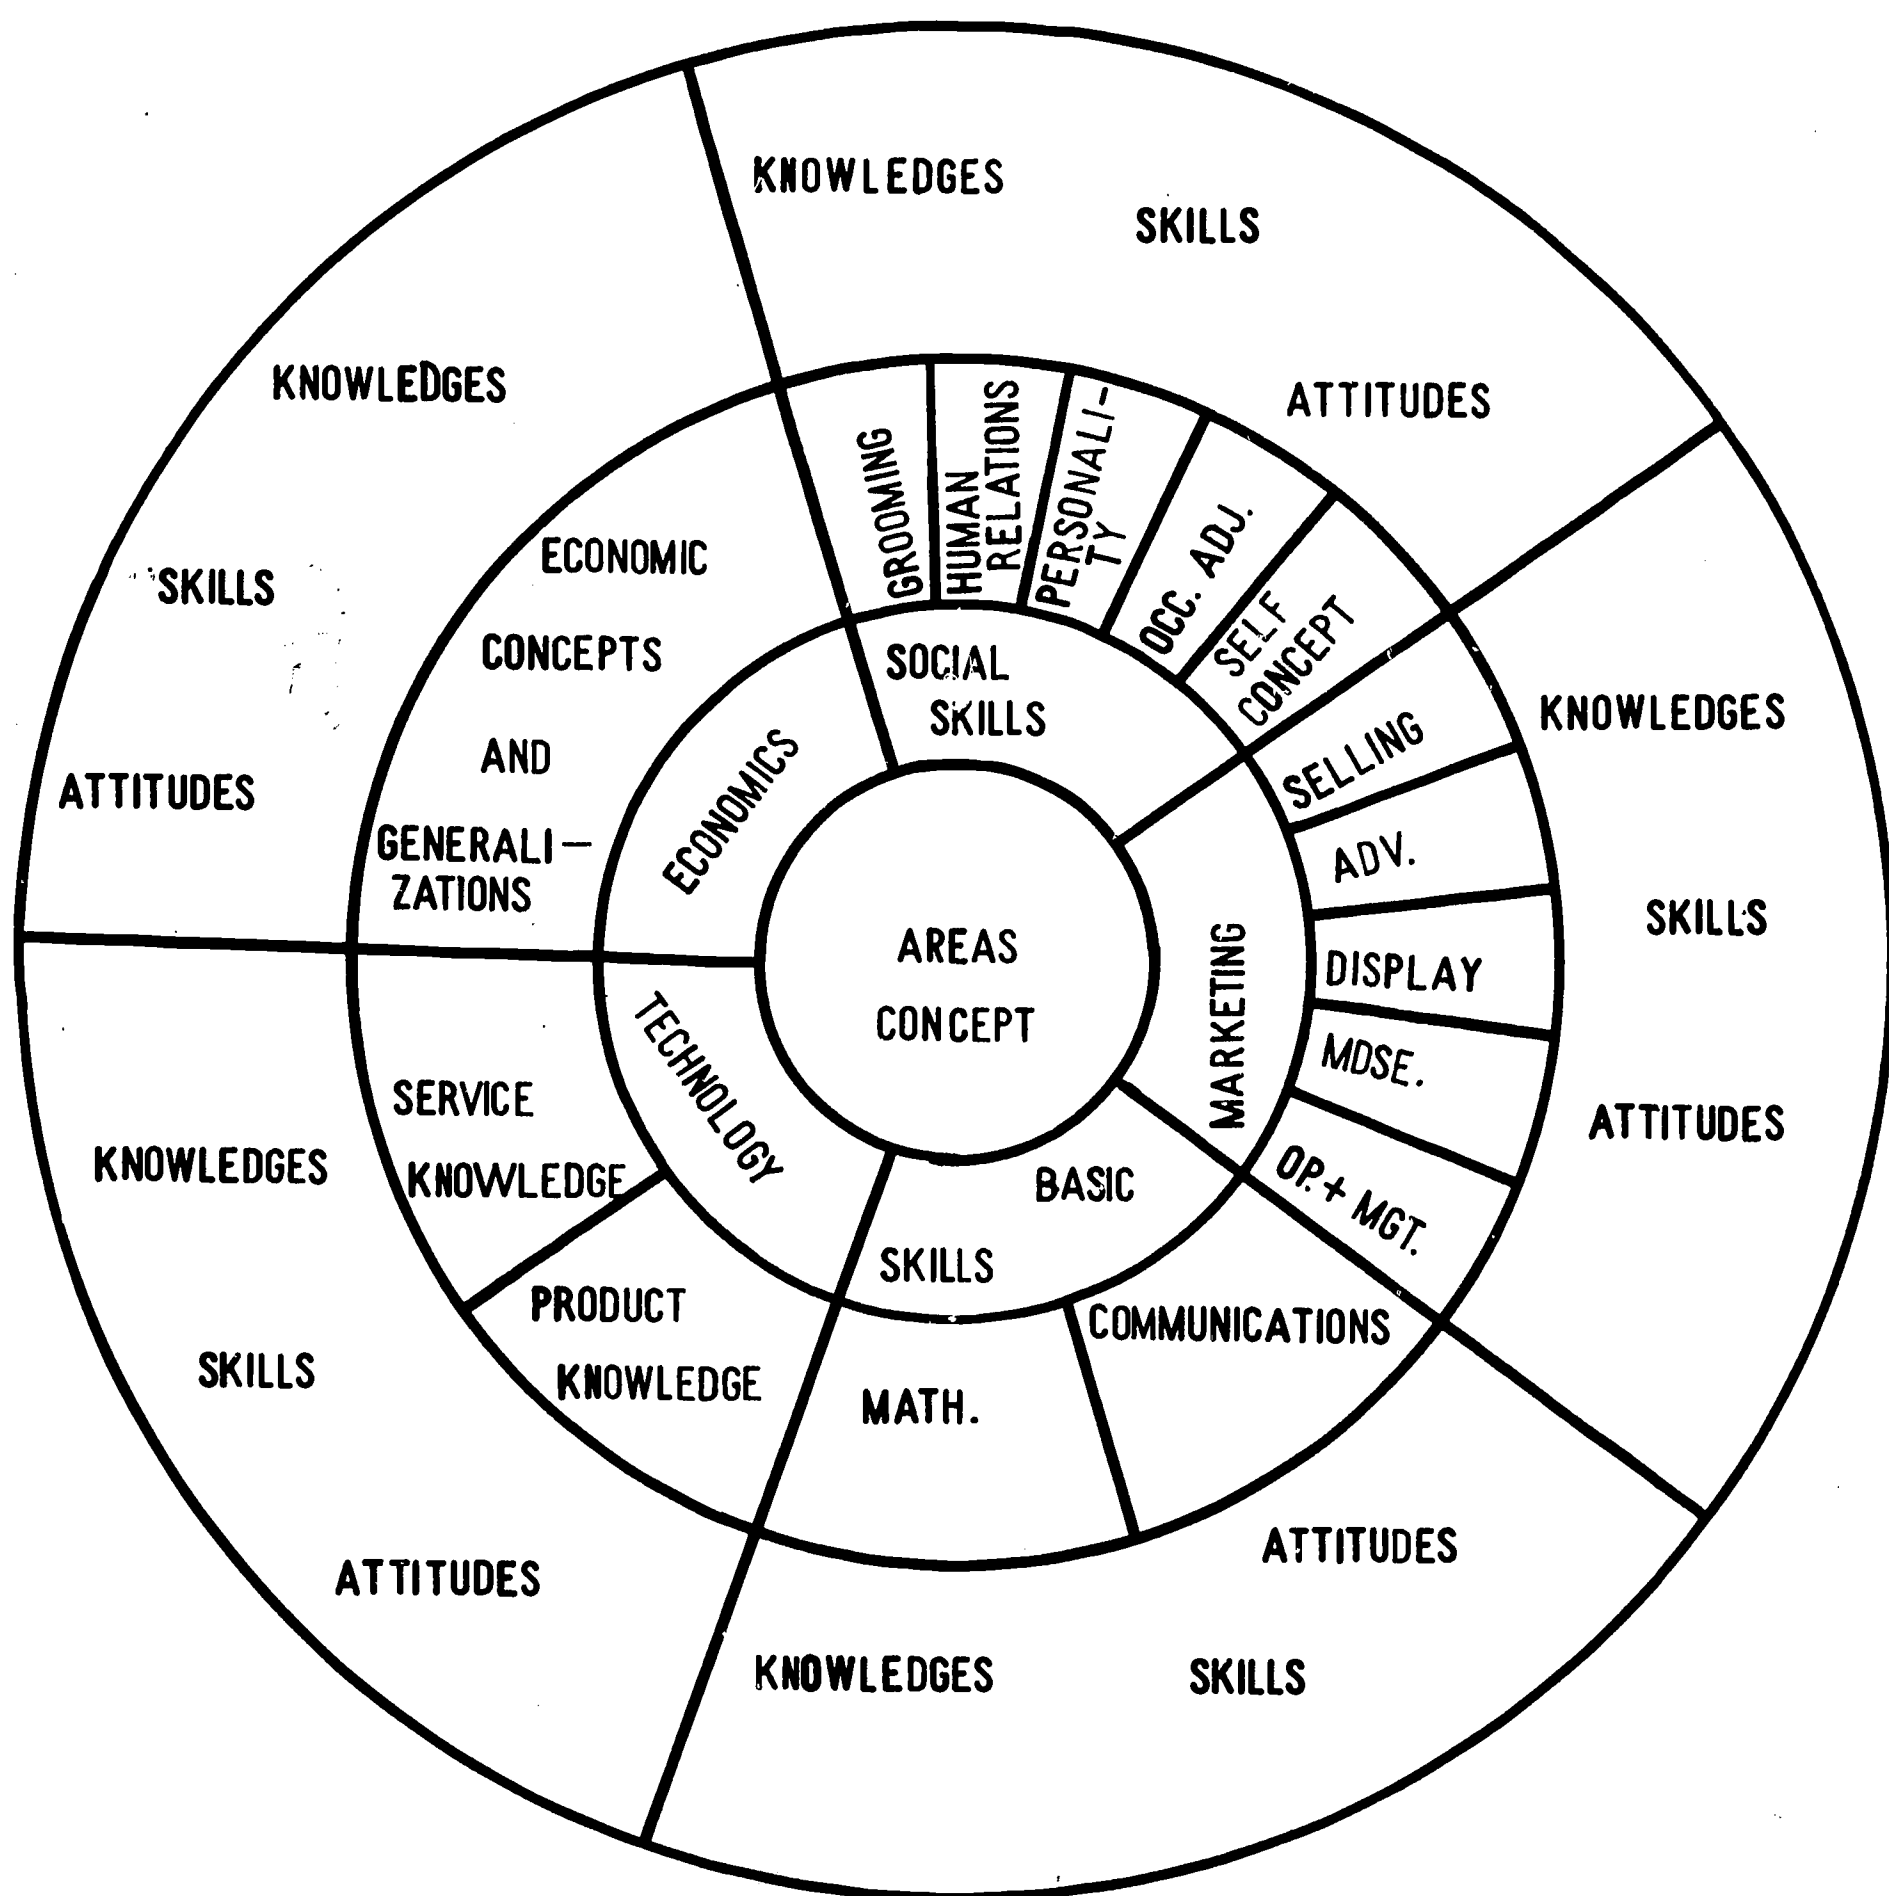 KNOWLEDGES
SKILLS
ATTITUDES
KNOWLEDGES
SKILLS
ATTITUDES
GROOMING
HUMAN
RELATIONS
PERSONALI-
TY
OCC. ADJ.
SELF
CONCEPT
ECONOMIC
CONCEPTS
AND
GENERALI-
ZATIONS
SOCIAL
SKILLS
ECONOMICS
SELLING
ADV.
DISPLAY
MDSE.
OP.+ MGT.
KNOWLEDGES
SKILLS
ATTITUDES
MARKETING
AREAS
CONCEPT
TECHNOLOGY
BASIC
SKILLS
SERVICE
KNOWLEDGE
PRODUCT
KNOWLEDGE
MATH.
COMMUNICATIONS
KNOWLEDGES
SKILLS
ATTITUDES
KNOWLEDGES
SKILLS
ATTITUDES